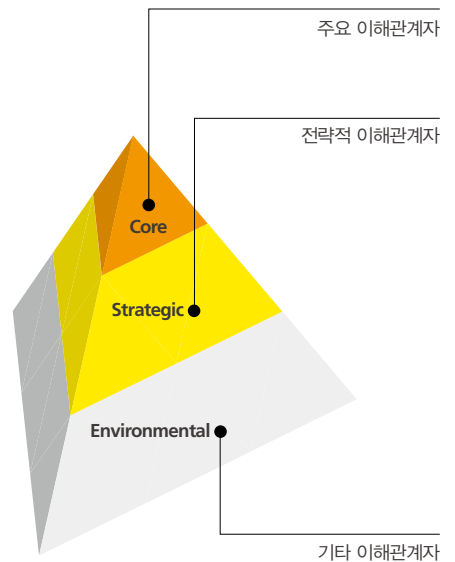 주요 이해관계자
전략적 이해관계자
Core
Strategic
Environmental
기타 이해관계자